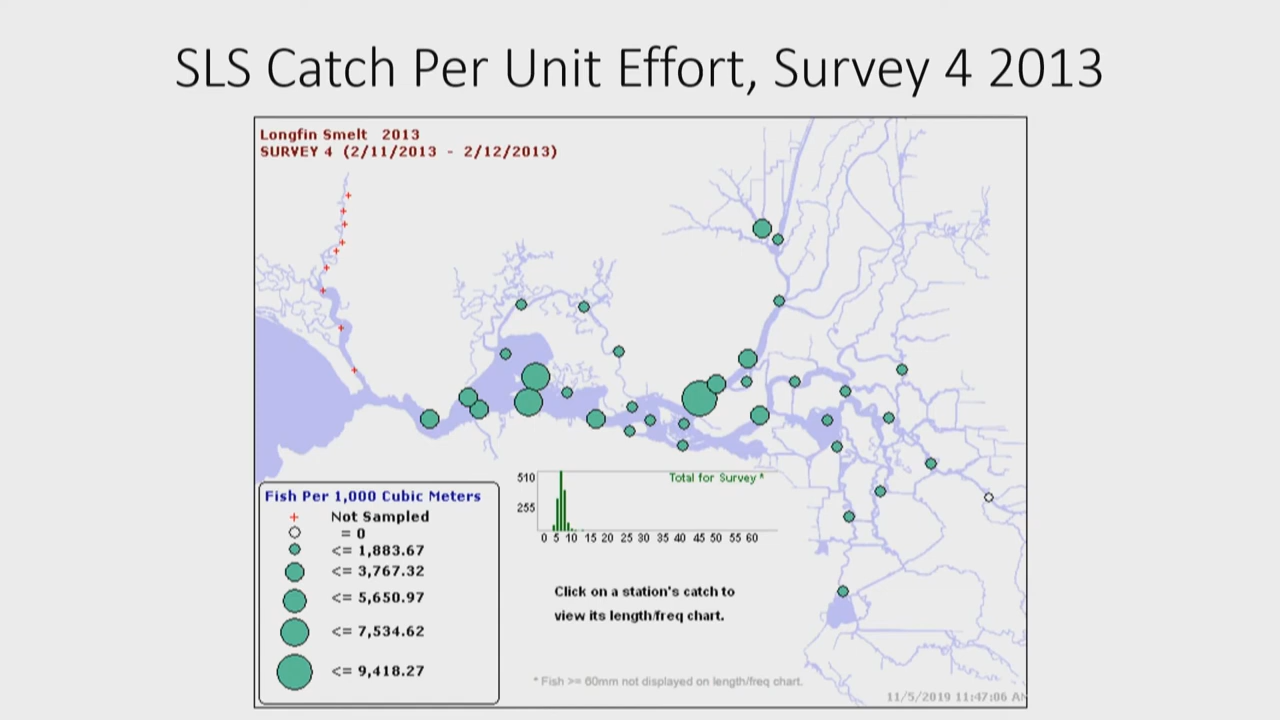 SLS Catch Per Unit Effort, Survey 4 2013
Longfin Smelt 2013
SURVEY 4 (2/11/2013 - 2/12/2013)
Fish Per 1,000 Cubic Meters
+ Not Sampled
= 0
<= 1,883.67
<= 3,767.32
<= 5,650.97
<= 7,534.62
<= 9,418.27
510
Total for Survey *
255
0 5 10 15 20 25 30 35 40 45 50 55 60
Click on a station's catch to
view its length/freq chart.
* Fish >= 60mm not displayed on length/freq chart.
11/5/2019 11:47:06 AM